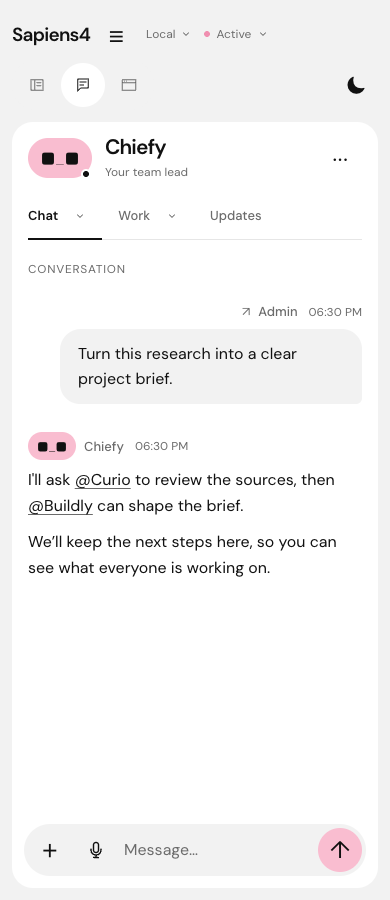 Sapiens4
Local
Active
Chiefy
Your team lead
Chat
Work
Updates
CONVERSATION
Admin 06:30 PM
Turn this research into a clear
project brief.
Chiefy 06:30 PM
I'll ask @Curio to review the sources, then
@Buildly can shape the brief.
We’ll keep the next steps here, so you can
see what everyone is working on.
Message...